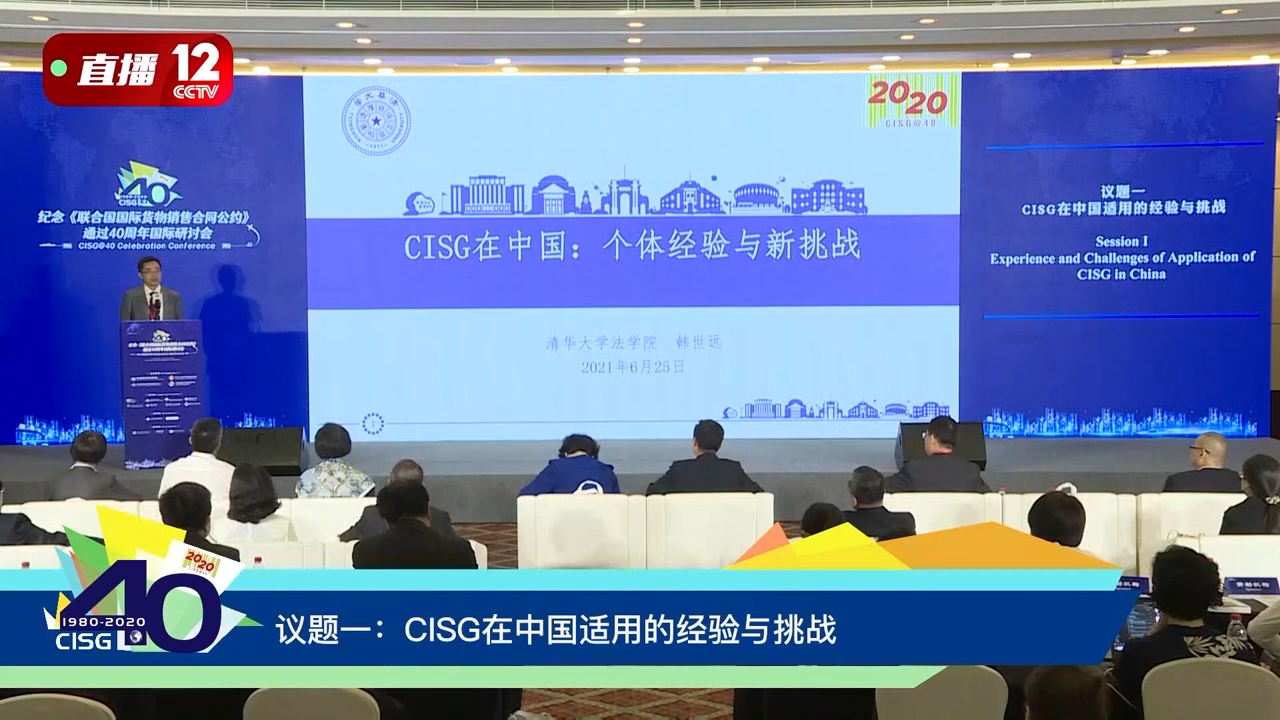 直播 12
CCTV
2020
CISG@40
1980-2020
40
CISG
纪念《联合国国际货物销售合同公约》
通过40周年国际研讨会
CISG@40 Celebration Conference
CISG在中国：个体经验与新挑战
清华大学法学院 韩世远
2021年6月25日
1
议题一
CISG在中国适用的经验与挑战
Session I
Experience and Challenges of Application of
CISG in China
2020
40
1980-2020
CISG
议题一：CISG在中国适用的经验与挑战